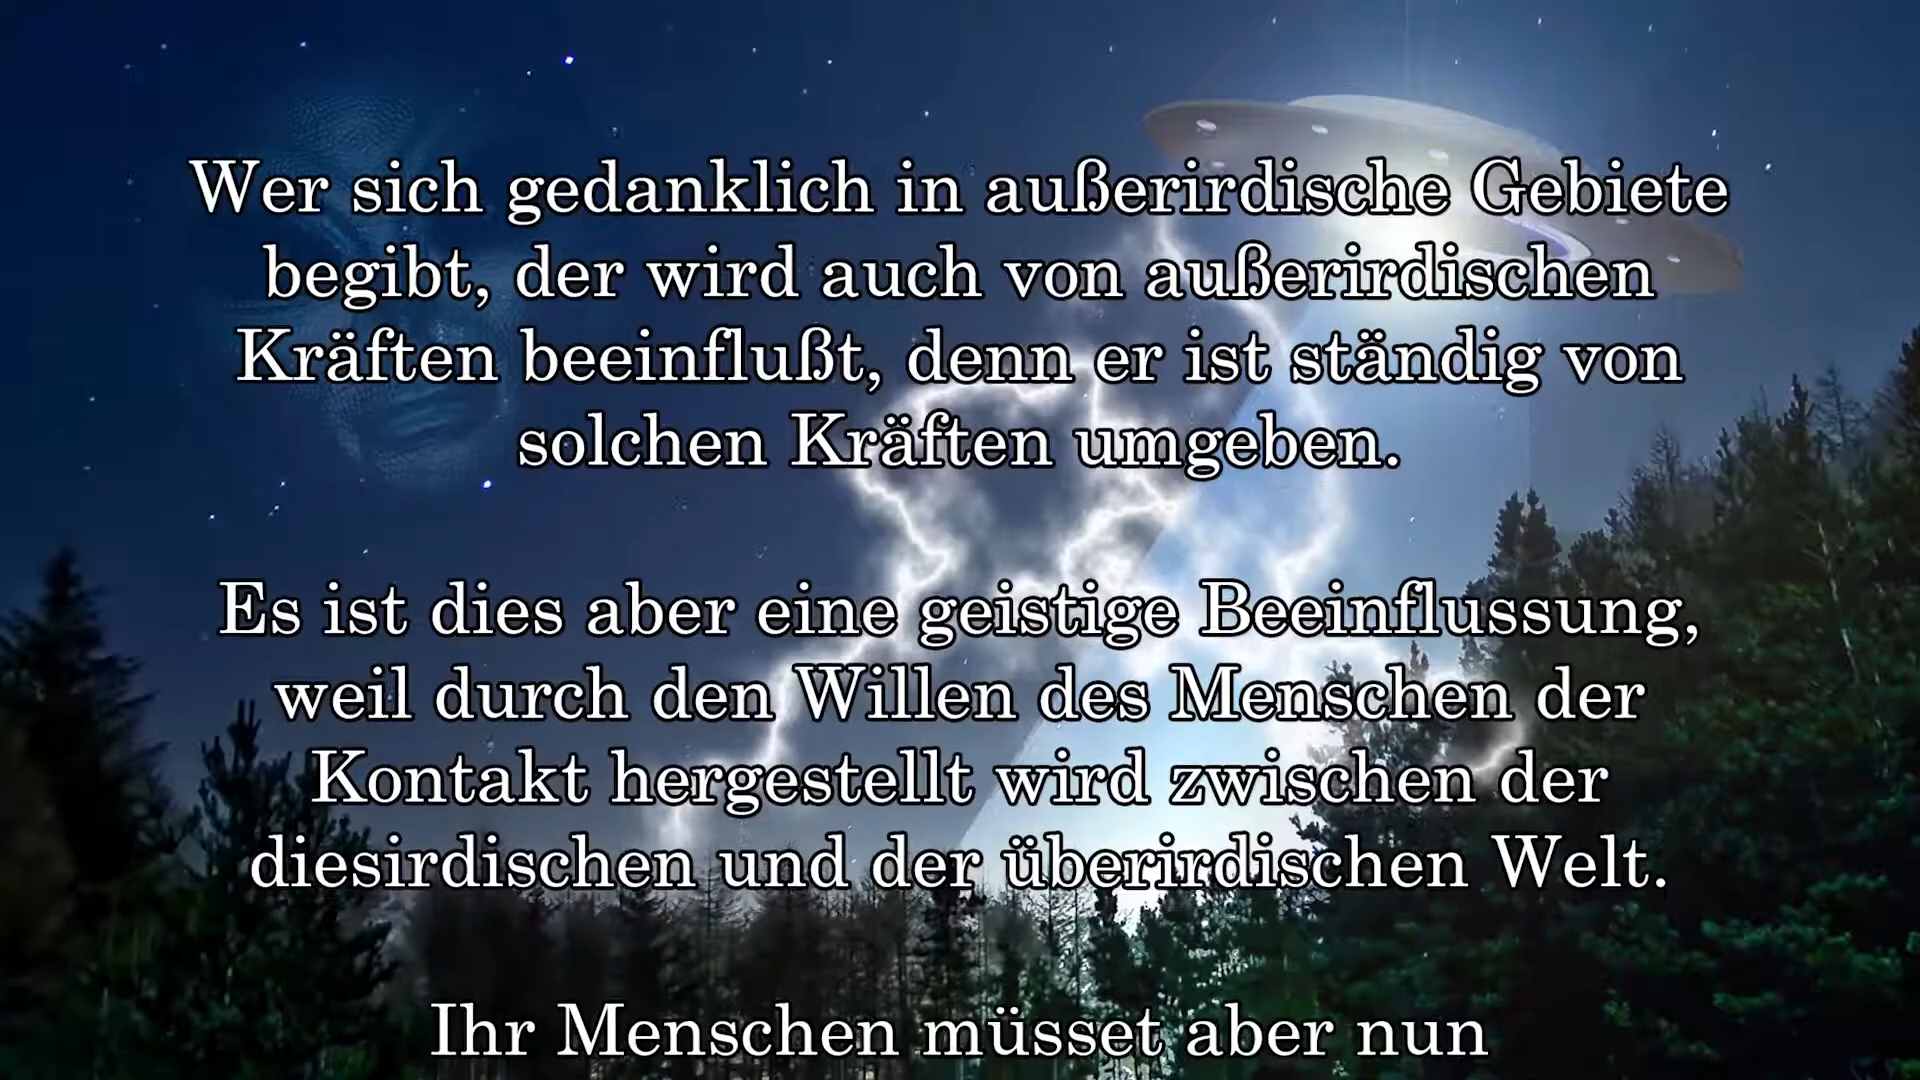 Wer sich gedanklich in außerirdische Gebiete
begibt, der wird auch von außerirdischen
Kräften beeinflußt, denn er ist ständig von
solchen Kräften umgeben.
Es ist dies aber eine geistige Beeinflussung,
weil durch den Willen des Menschen der
Kontakt hergestellt wird zwischen der
diesirdischen und der überirdischen Welt.
Ihr Menschen müsset aber nun